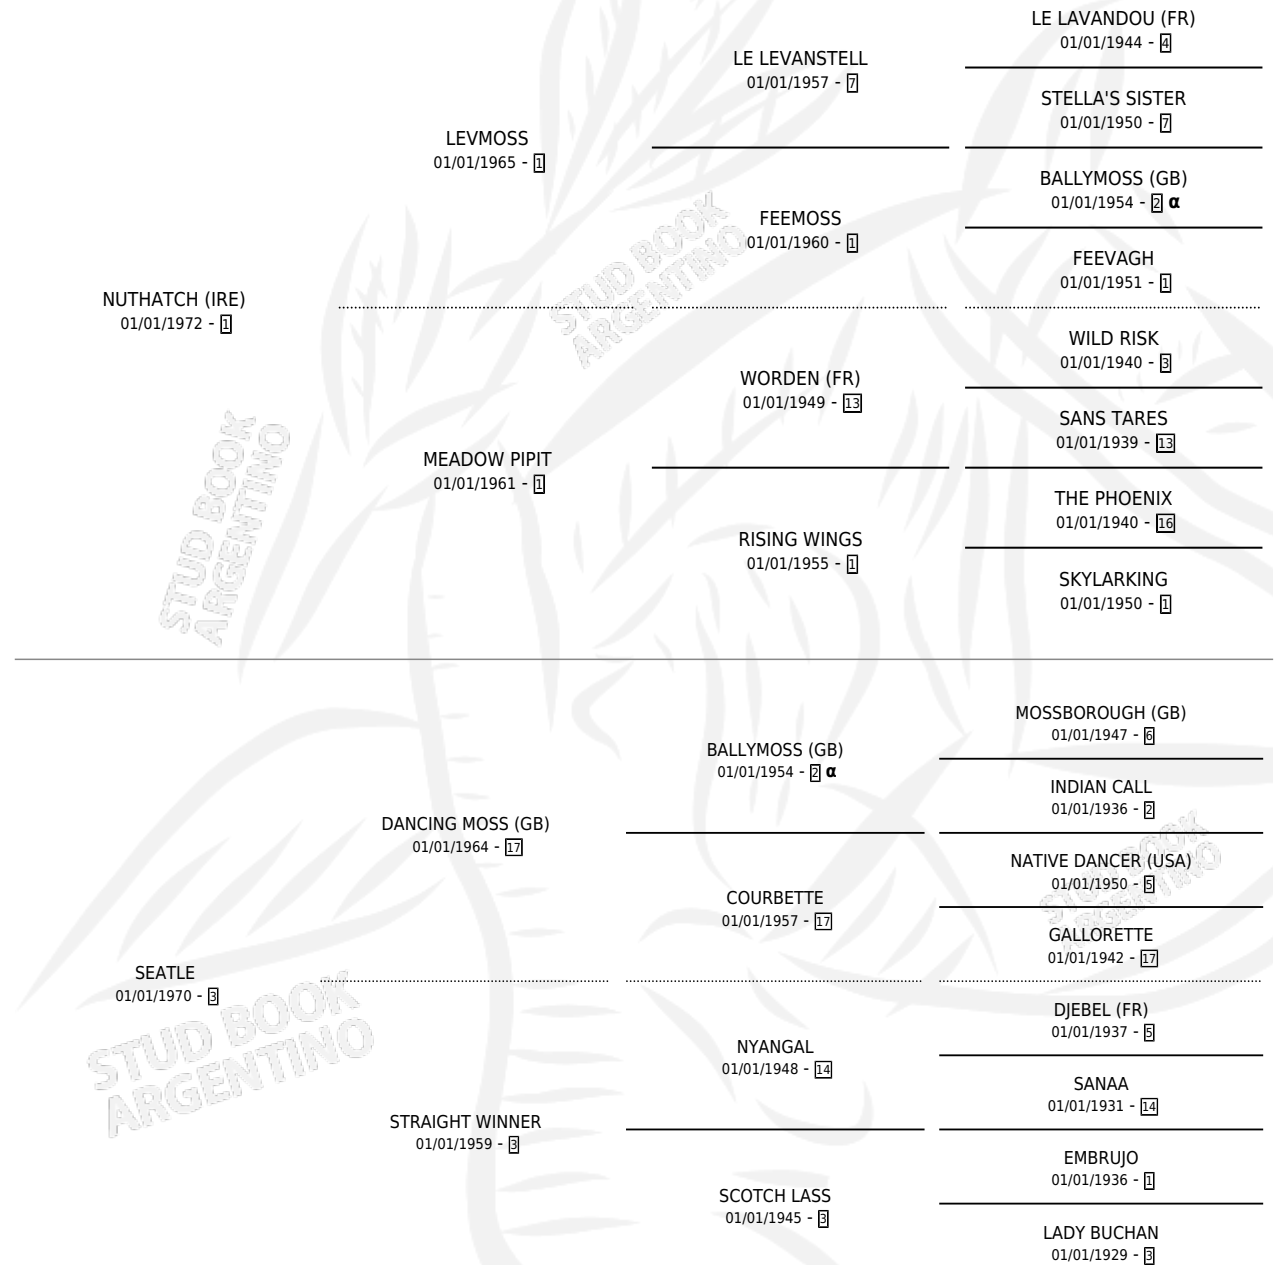 LE LAVANDOU (FR)
01/01/1944 - 4
LE LEVANSTELL
01/01/1957 - 7
STELLA'S SISTER
01/01/1950 - 7
LEVMOSS
01/01/1965 - 1
BALLYMOSS (GB)
01/01/1954 - 2 α
FEEMOSS
01/01/1960 - 1
FEEVAGH
01/01/1951 - 1
NUTHATCH (IRE)
01/01/1972 - 1
WILD RISK
01/01/1940 - 3
WORDEN (FR)
01/01/1949 - 13
SANS TARES
01/01/1939 - 13
MEADOW PIPIT
01/01/1961 - 1
THE PHOENIX
01/01/1940 - 16
RISING WINGS
01/01/1955 - 1
SKYLARKING
01/01/1950 - 1
MOSSBOROUGH (GB)
01/01/1947 - 6
BALLYMOSS (GB)
01/01/1954 - 2 α
INDIAN CALL
01/01/1936 - 2
DANCING MOSS (GB)
01/01/1964 - 17
NATIVE DANCER (USA)
01/01/1950 - 5
COURBETTE
01/01/1957 - 17
GALLORETTE
01/01/1942 - 17
SEATLE
01/01/1970 - 3
DJEBEL (FR)
01/01/1937 - 5
NYANGAL
01/01/1948 - 14
SANAA
01/01/1931 - 14
STRAIGHT WINNER
01/01/1959 - 3
EMBRUJO
01/01/1936 - 1
SCOTCH LASS
01/01/1945 - 3
LADY BUCHAN
01/01/1929 - 3
STUD BOOK
ARGENTINO
STUD BOOK
ARGENTINO
STUD BOOK
ARGENTINO
STUD BOOK
ARGENTINO